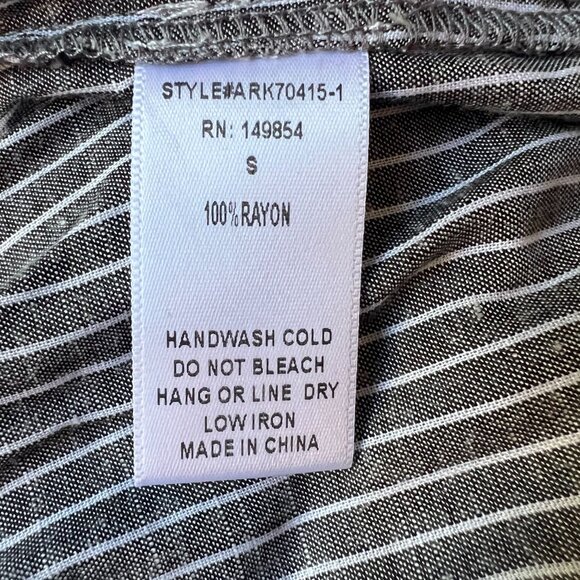 STYLE#ARK70415-1
RN: 149854
S
100%RAYON
HANDWASH COLD
DO NOT BLEACH
HANG OR LINE DRY
LOW IRON
MADE IN CHINA